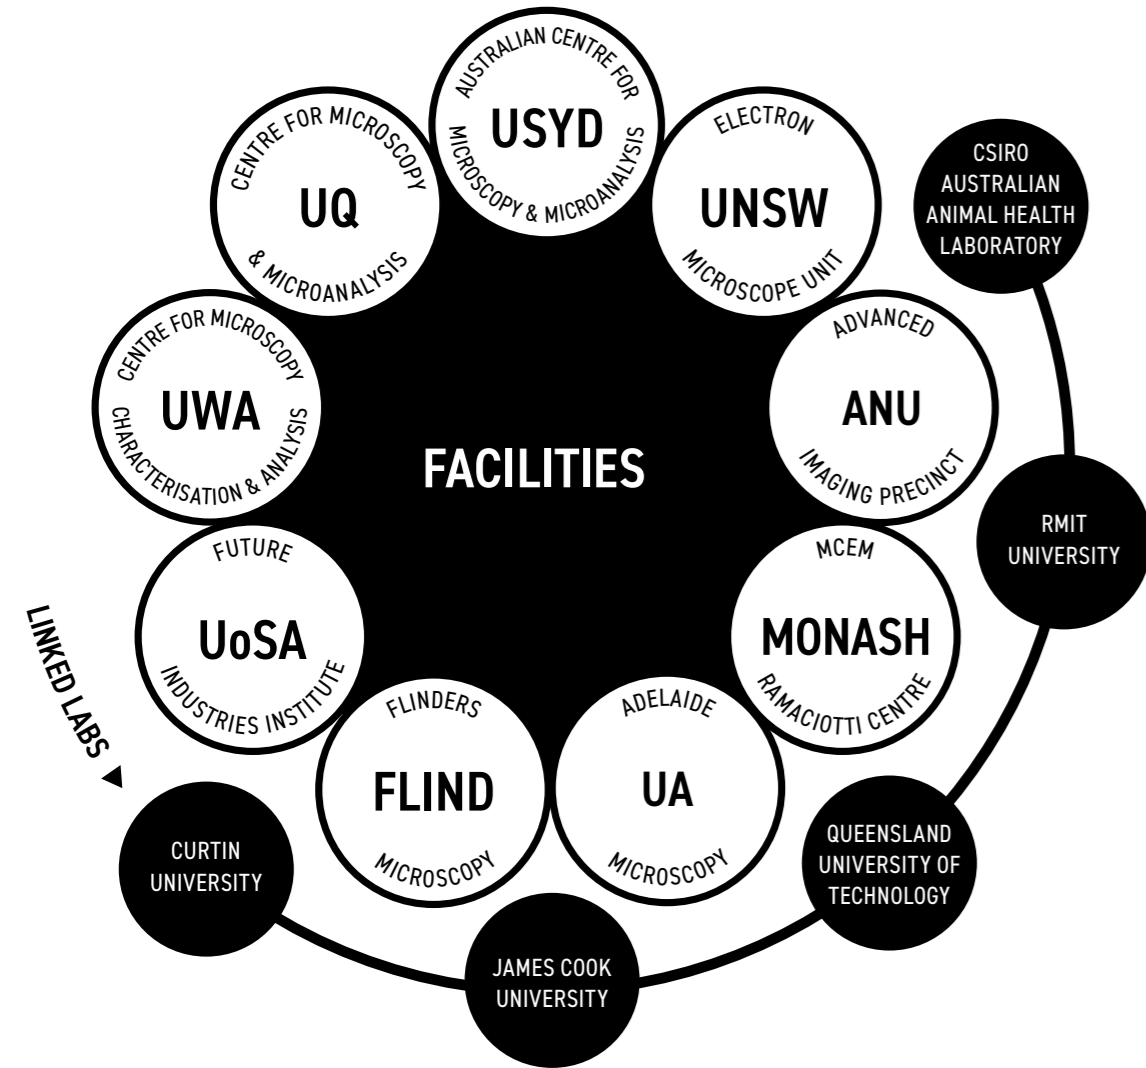 AUSTRALIAN CENTRE FOR
USYD
MICROSCOPY & MICROANALYSIS
ELECTRON
UNSW
MICROSCOPE UNIT
ADVANCED
ANU
IMAGING PRECINCT
MCEM
MONASH
RAMACIOTTI CENTRE
ADELAIDE
UA
MICROSCOPY
FLINDERS
FLIND
MICROSCOPY
FUTURE
UoSA
INDUSTRIES INSTITUTE
CENTRE FOR MICROSCOPY
UWA
CHARACTERISATION & ANALYSIS
CENTRE FOR MICROSCOPY
UQ
& MICROANALYSIS
FACILITIES
LINKED LABS
CURTIN
UNIVERSITY
JAMES COOK
UNIVERSITY
QUEENSLAND
UNIVERSITY OF
TECHNOLOGY
RMIT
UNIVERSITY
CSIRO
AUSTRALIAN
ANIMAL HEALTH
LABORATORY